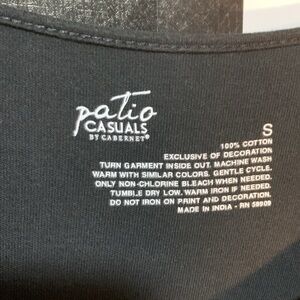 patio
CASUALS
BY CABERNET®
S
100% COTTON
EXCLUSIVE OF DECORATION
TURN GARMENT INSIDE OUT. MACHINE WASH
WARM WITH SIMILAR COLORS. GENTLE CYCLE.
ONLY NON-CHLORINE BLEACH WHEN NEEDED.
TUMBLE DRY LOW. WARM IRON IF NEEDED.
DO NOT IRON ON PRINT AND DECORATION.
MADE IN INDIA - RN 58909